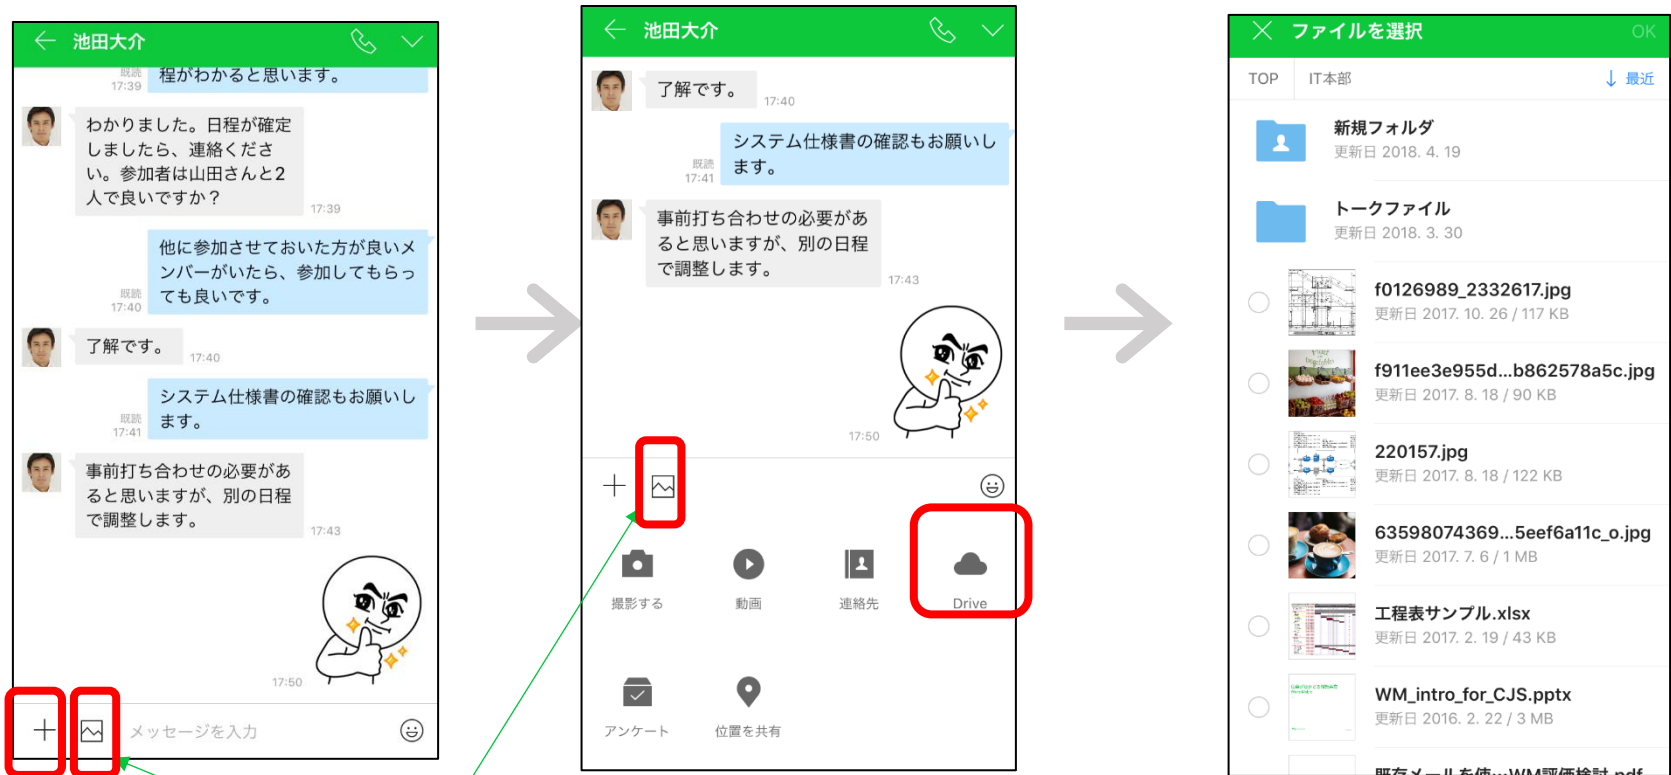 池田大介
既読
17:39
程がわかると思います。
わかりました。日程が確定
しましたら、連絡くださ
い。参加者は山田さんと2
人で良いですか？
17:39
他に参加させておいた方が良いメ
ンバーがいたら、参加してもらっ
ても良いです。
既読
17:40
了解です。
17:40
システム仕様書の確認もお願いし
ます。
既読
17:41
事前打ち合わせの必要があ
ると思いますが、別の日程
で調整します。
17:43
17:50
メッセージを入力
池田大介
了解です。
17:40
システム仕様書の確認もお願いし
ます。
既読
17:41
事前打ち合わせの必要があ
ると思いますが、別の日程
で調整します。
17:43
17:50
撮影する
動画
連絡先
Drive
アンケート
位置を共有
ファイルを選択
OK
TOP
IT本部
↓ 最近
新規フォルダ
更新日 2018. 4. 19
トークファイル
更新日 2018. 3. 30
f0126989_2332617.jpg
更新日 2017. 10. 26 / 117 KB
f911ee3e955d...b862578a5c.jpg
更新日 2017. 8. 18 / 90 KB
220157.jpg
更新日 2017. 8. 18 / 122 KB
63598074369...5eef6a11c_o.jpg
更新日 2017. 7. 6 / 1 MB
工程表サンプル.xlsx
更新日 2017. 2. 19 / 43 KB
WM_intro_for_CJS.pptx
更新日 2016. 2. 22 / 3 MB
既存メールを使...WM評価検討.pdf